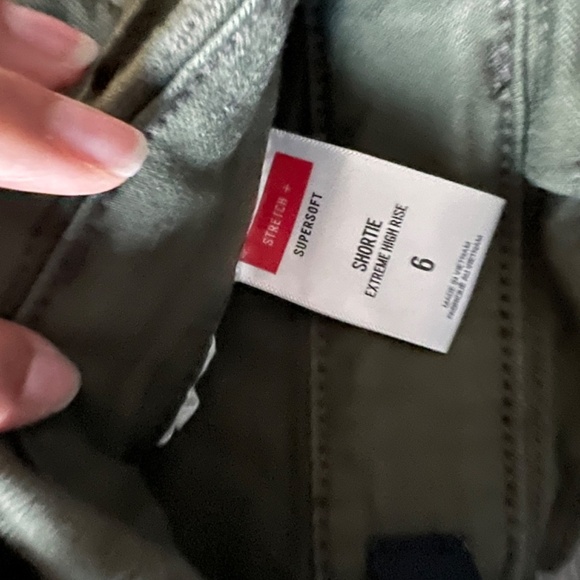 STRETCH +
SUPERSOFT
SHORTIE
EXTREME HIGH RISE
6
MADE IN VIETNAM
FABRIQUÉ AU VIETNAM